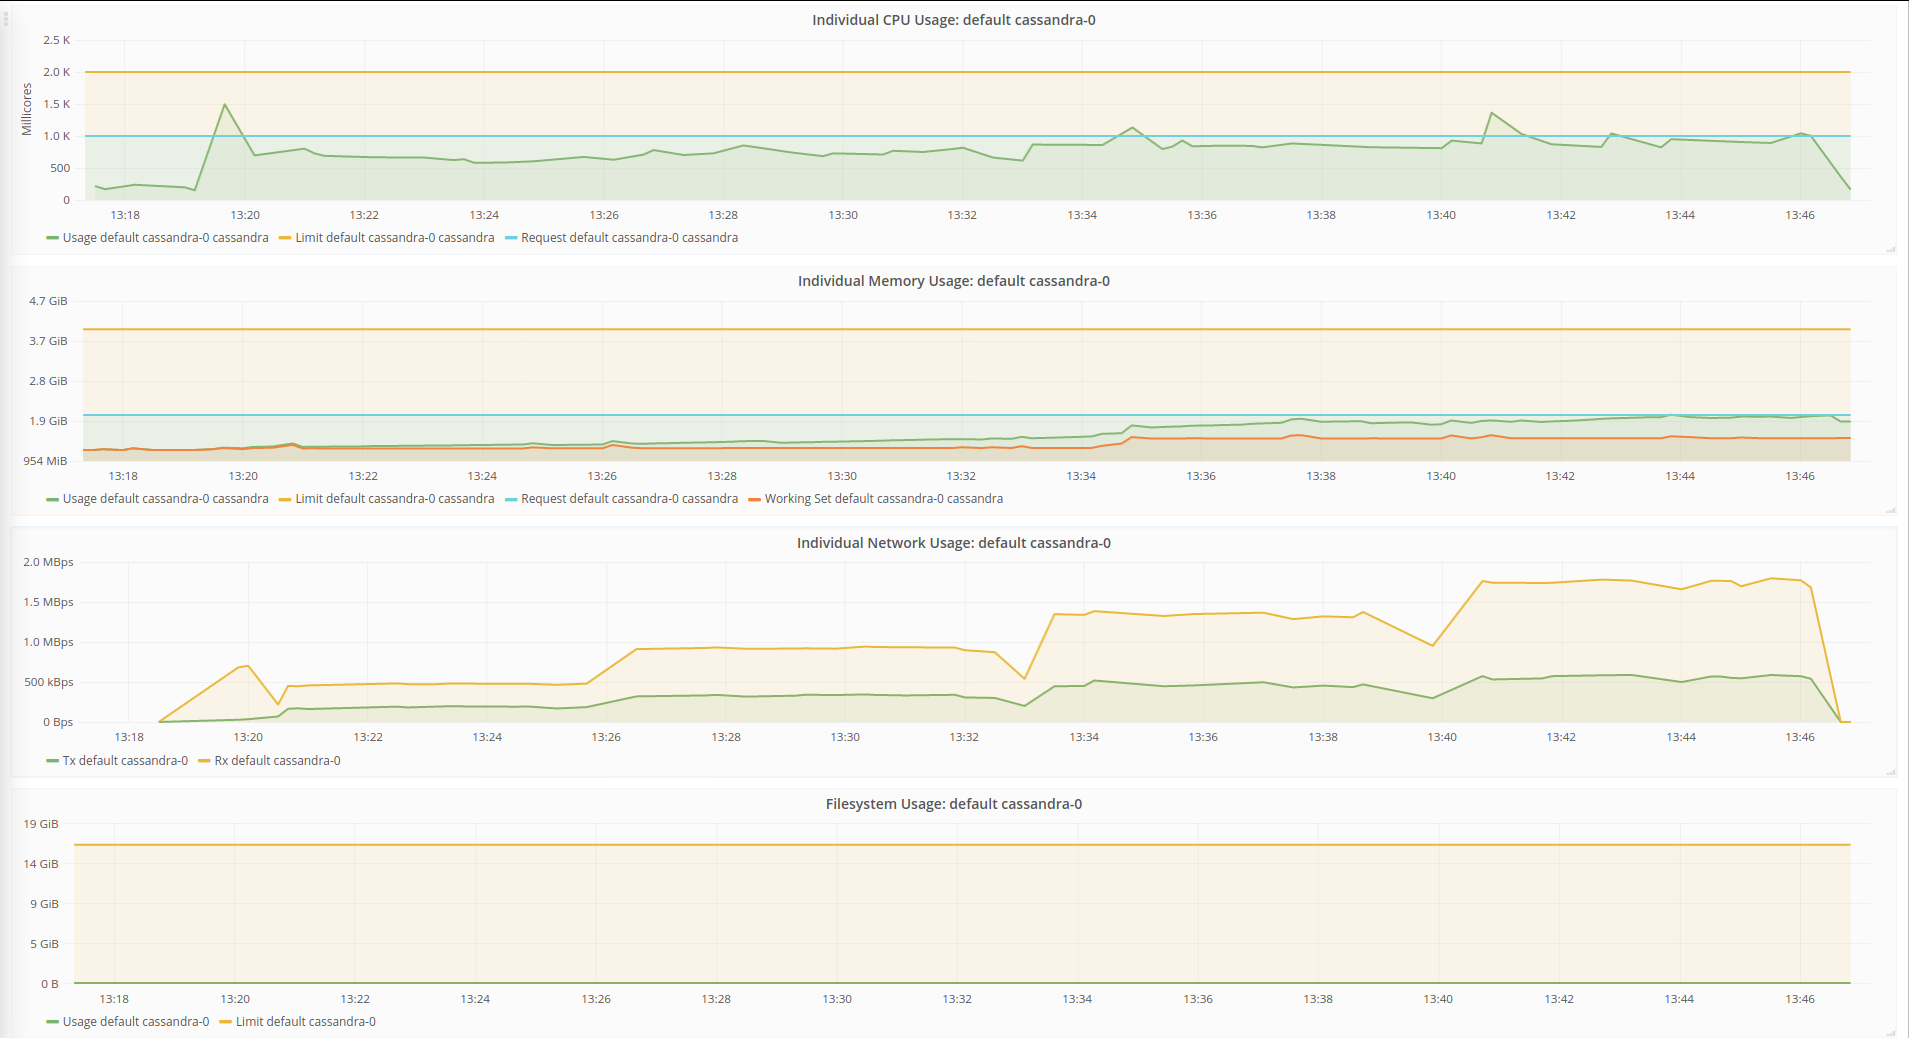 Individual CPU Usage: default cassandra-0
Millicores
2.5 K
2.0 K
1.5 K
1.0 K
500
0
13:18 13:20 13:22 13:24 13:26 13:28 13:30 13:32 13:34 13:36 13:38 13:40 13:42 13:44 13:46
Usage default cassandra-0 cassandra Limit default cassandra-0 cassandra Request default cassandra-0 cassandra
Individual Memory Usage: default cassandra-0
4.7 GiB
3.7 GiB
2.8 GiB
1.9 GiB
954 MiB
13:18 13:20 13:22 13:24 13:26 13:28 13:30 13:32 13:34 13:36 13:38 13:40 13:42 13:44 13:46
Usage default cassandra-0 cassandra Limit default cassandra-0 cassandra Request default cassandra-0 cassandra Working Set default cassandra-0 cassandra
Individual Network Usage: default cassandra-0
2.0 MBps
1.5 MBps
1.0 MBps
500 kBps
0 Bps
13:18 13:20 13:22 13:24 13:26 13:28 13:30 13:32 13:34 13:36 13:38 13:40 13:42 13:44 13:46
Tx default cassandra-0 Rx default cassandra-0
Filesystem Usage: default cassandra-0
19 GiB
14 GiB
9 GiB
5 GiB
0 B
13:18 13:20 13:22 13:24 13:26 13:28 13:30 13:32 13:34 13:36 13:38 13:40 13:42 13:44 13:46
Usage default cassandra-0 Limit default cassandra-0